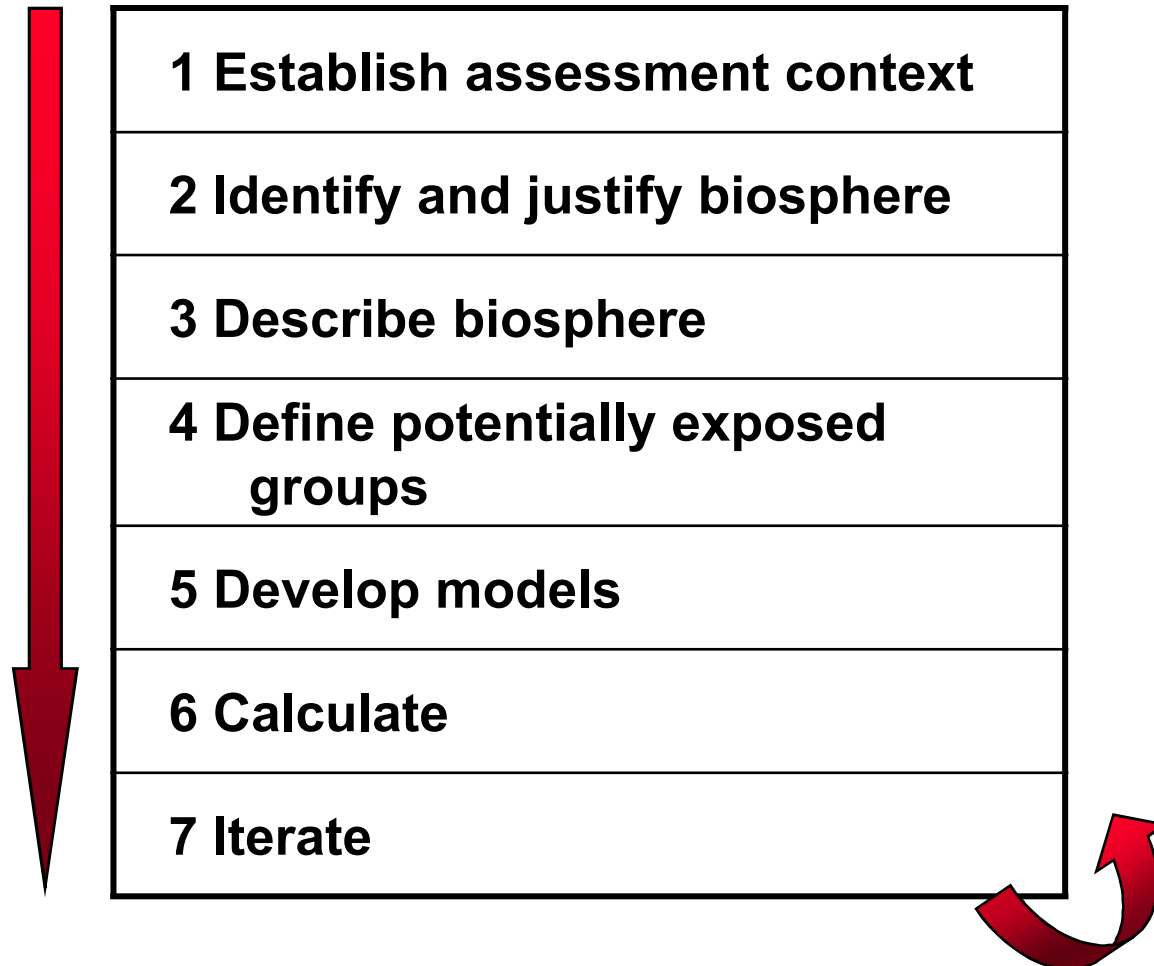 1 Establish assessment context
2 Identify and justify biosphere
3 Describe biosphere
4 Define potentially exposed
groups
5 Develop models
6 Calculate
7 Iterate